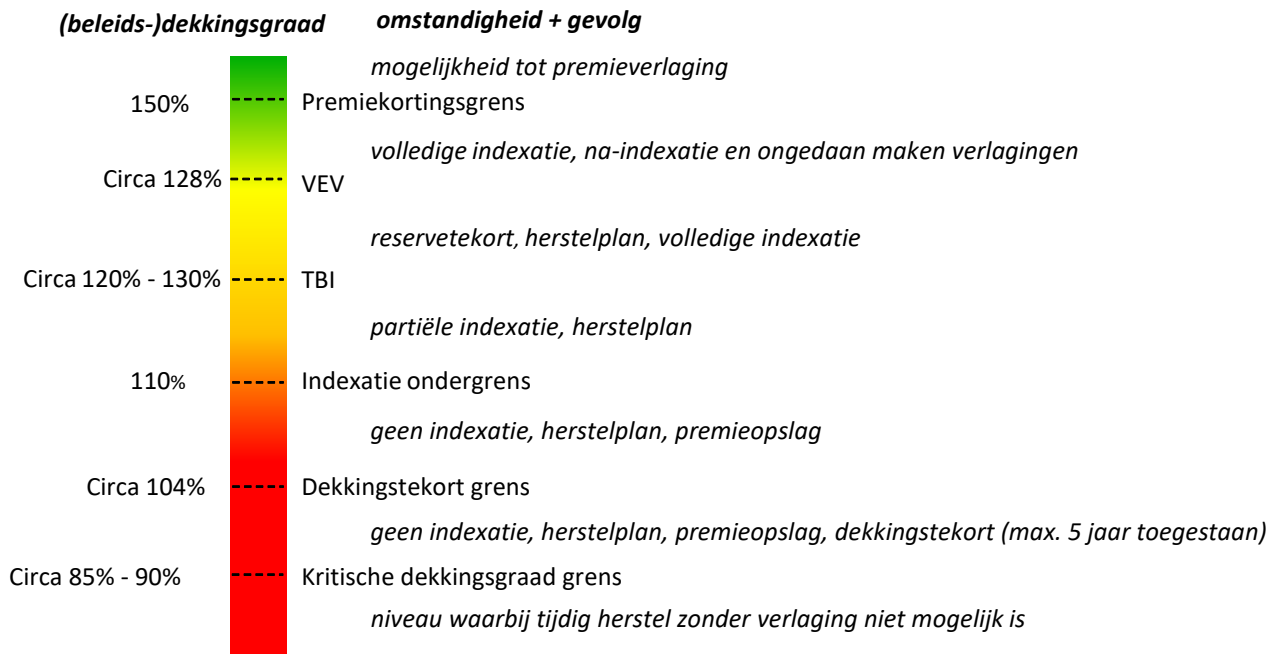 (beleids-)dekkingsgraad omstandigheid + gevolg
mogelijkheid tot premieverlaging
150% Premiekortingsgrens
volledige indexatie, na-indexatie en ongedaan maken verlagingen
Circa 128% VEV
reservetekort, herstelplan, volledige indexatie
Circa 120% - 130% TBI
partiële indexatie, herstelplan
110% Indexatie ondergrens
geen indexatie, herstelplan, premieopslag
Circa 104% Dekkingstekort grens
geen indexatie, herstelplan, premieopslag, dekkingstekort (max. 5 jaar toegestaan)
Circa 85% - 90% Kritische dekkingsgraad grens
niveau waarbij tijdig herstel zonder verlaging niet mogelijk is